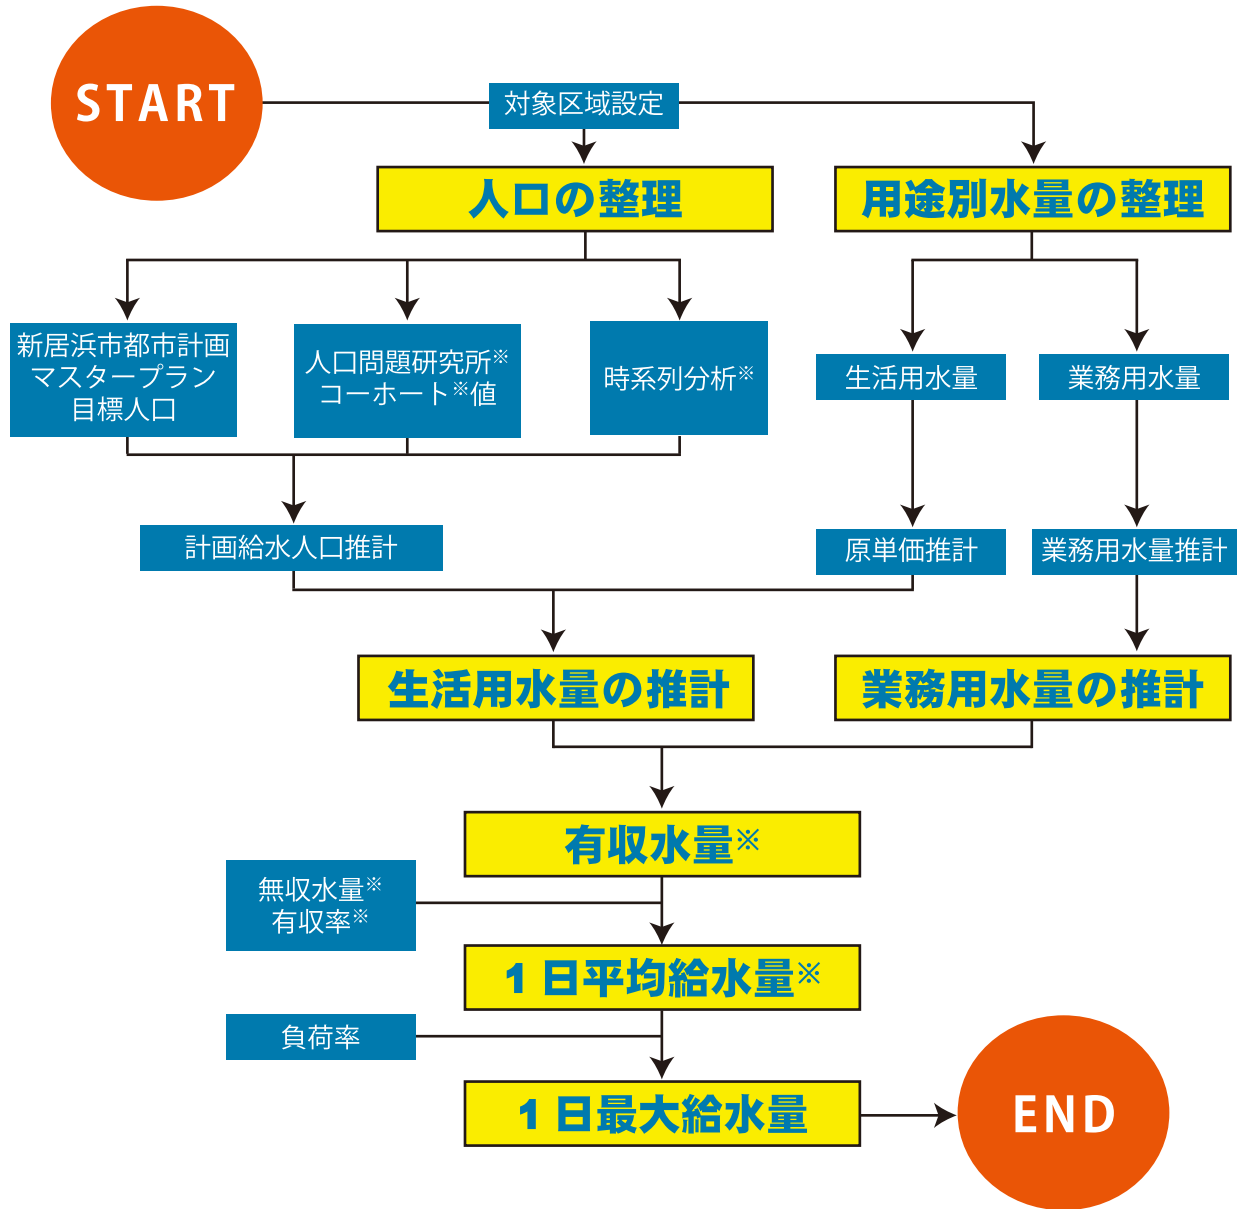 START
対象区域設定
人口の整理
用途別水量の整理
新居浜市都市計画
マスタープラン
目標人口
人口問題研究所※
コーホート※値
時系列分析※
生活用水量
業務用水量
計画給水人口推計
原単価推計
業務用水量推計
生活用水量の推計
業務用水量の推計
有収水量※
無収水量※
有収率※
1日平均給水量※
負荷率
1日最大給水量
END